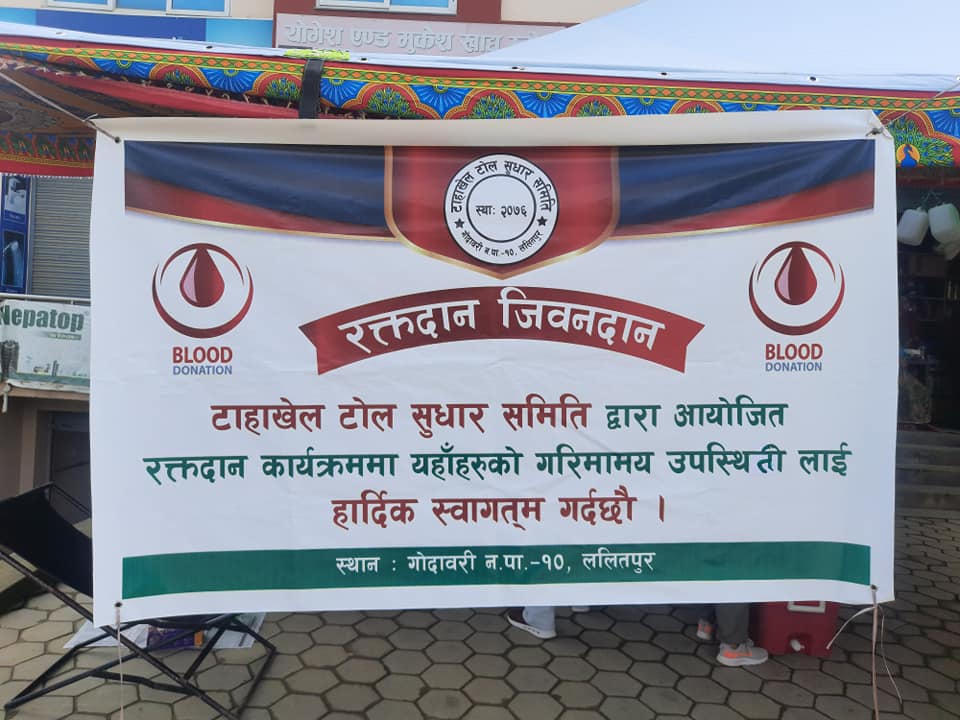 योगेश एण्ड मुकेश खाद्य
टाहाखेल टोल सुधार समिति
स्था: २०७६
गोदावरी न.पा.-१०, ललितपुर
रक्तदान जिवनदान
BLOOD
DONATION
BLOOD
DONATION
Nepatop®
टाहाखेल टोल सुधार समिति द्वारा आयोजित
रक्तदान कार्यक्रममा यहाँहरुको गरिमामय उपस्थिती लाई
हार्दिक स्वागत्म गर्दछौ ।
स्थान : गोदावरी न.पा.-१०, ललितपुर